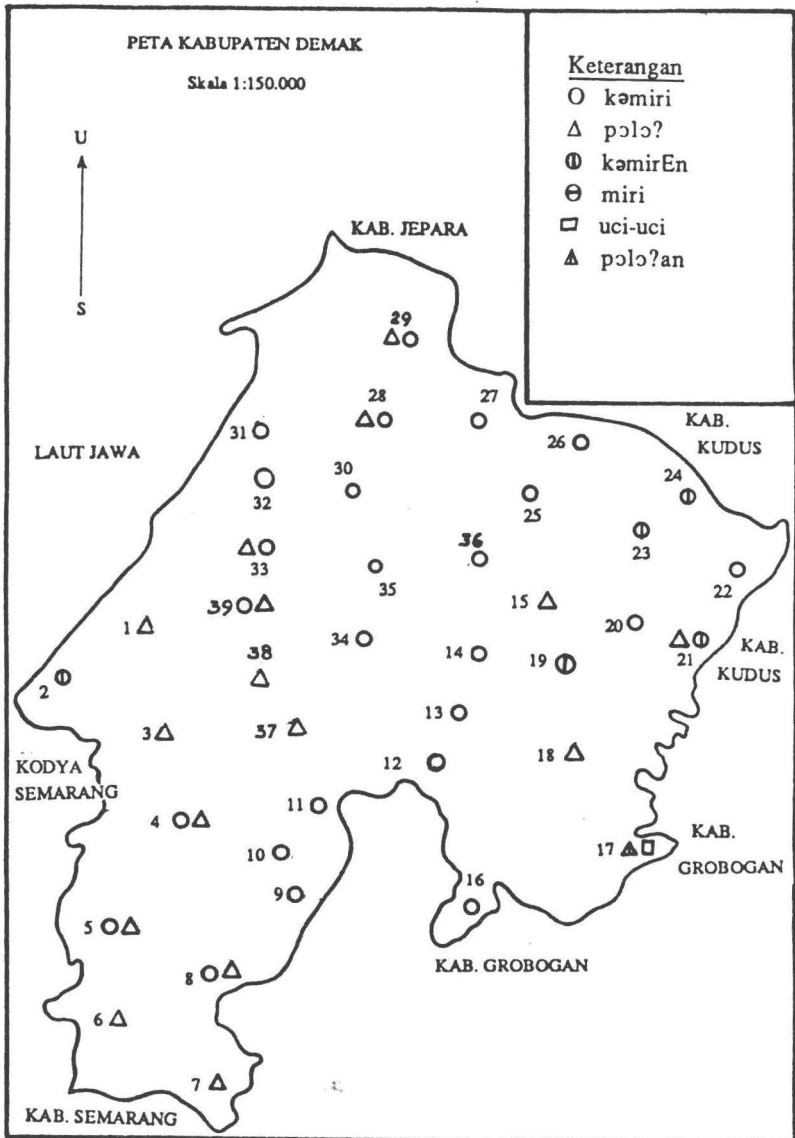 PETA KABUPATEN DEMAK
Skala 1:150.000
Keterangan
kəmiri
pɔlɔ?
kəmirEn
miri
uci-uci
pɔlɔ?an
U
S
KAB. JEPARA
29
28
27
KAB.
KUDUS
26
31
LAUT JAWA
24
30
32
25
36
23
33
35
22
39
15
1
20
34
14
38
19
21
KAB.
KUDUS
2
13
3
37
18
12
KODYA
SEMARANG
11
4
KAB.
GROBOGAN
17
10
16
9
5
KAB. GROBOGAN
8
6
7
KAB. SEMARANG